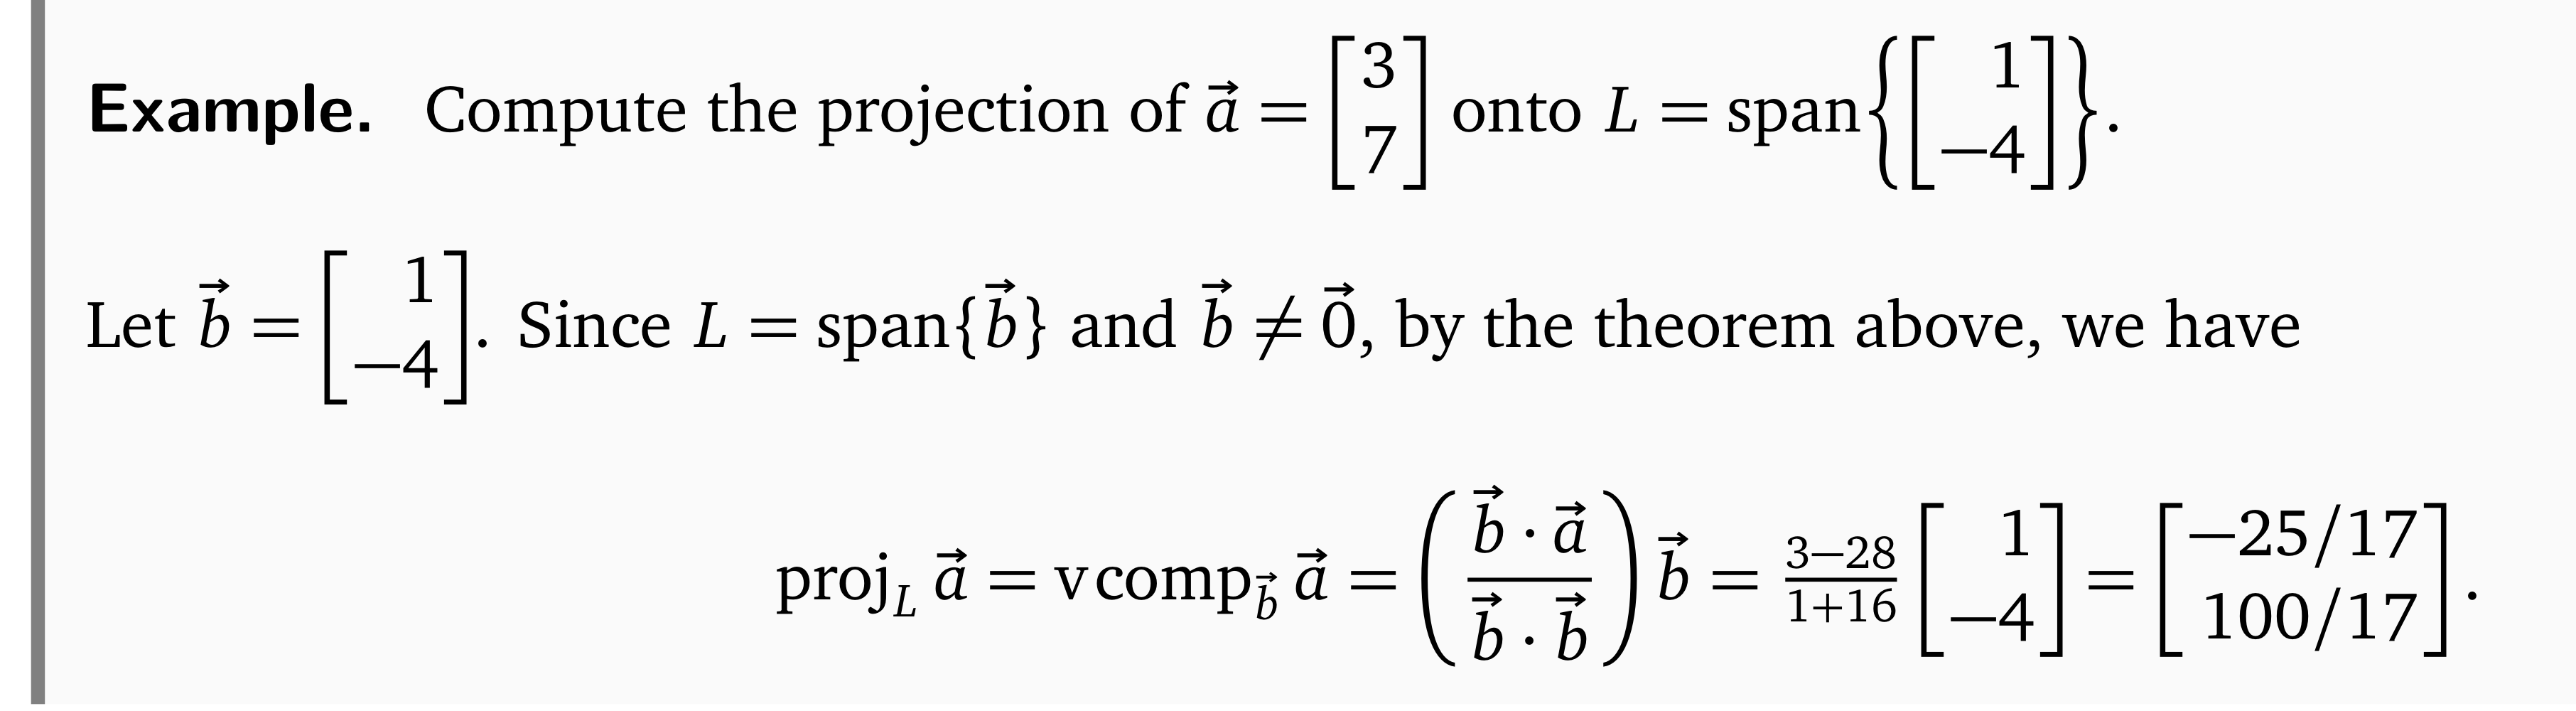 Example. Compute the projection of $\vec{a} = \begin{bmatrix} 3 \\ 7 \end{bmatrix}$ onto $L = \text{span}\left\{\begin{bmatrix} 1 \\ -4 \end{bmatrix}\right\}$.
Let $\vec{b} = \begin{bmatrix} 1 \\ -4 \end{bmatrix}$. Since $L = \text{span}\{\vec{b}\}$ and $\vec{b} \neq \vec{0}$, by the theorem above, we have
$\text{proj}_L\, \vec{a} = \text{vcomp}_{\vec{b}}\, \vec{a} = \left(\frac{\vec{b} \cdot \vec{a}}{\vec{b} \cdot \vec{b}}\right) \vec{b} = \frac{3-28}{1+16} \begin{bmatrix} 1 \\ -4 \end{bmatrix} = \begin{bmatrix} -25/17 \\ 100/17 \end{bmatrix}.$